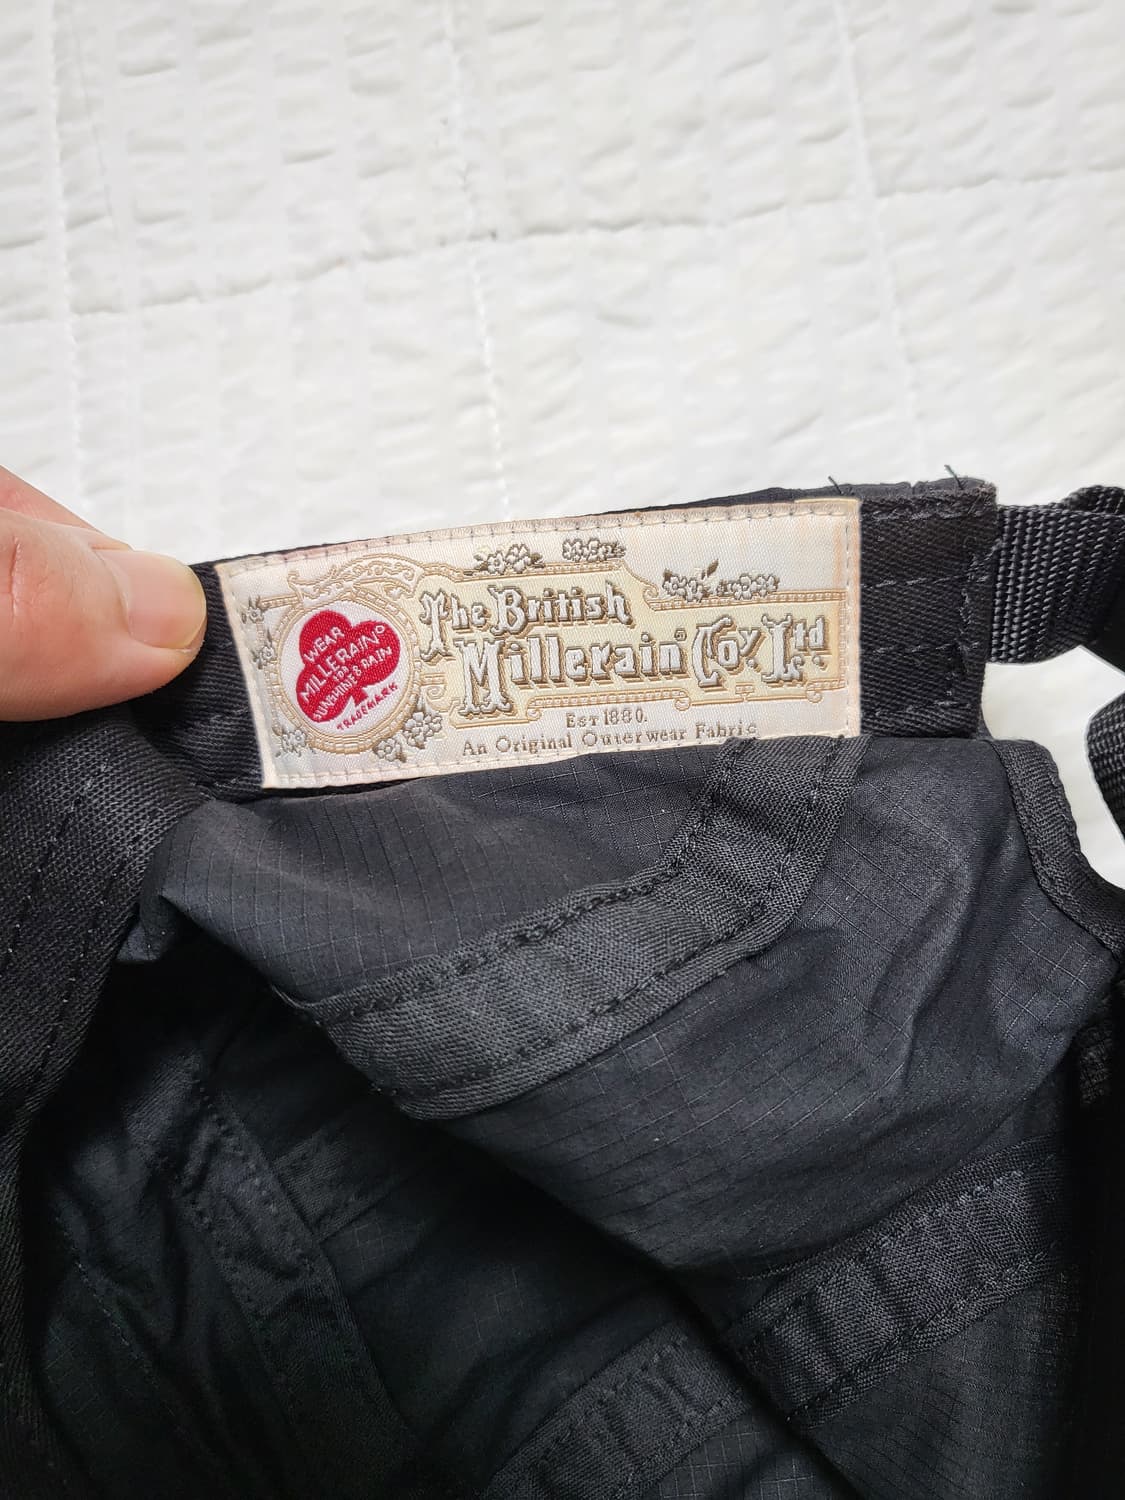 WEAR
MILLERAIN
FOR
SUNSHINE & RAIN
TRADEMARK
The British
Millerain Coy. Ltd
EST 1880.
An Original Outerwear Fabric